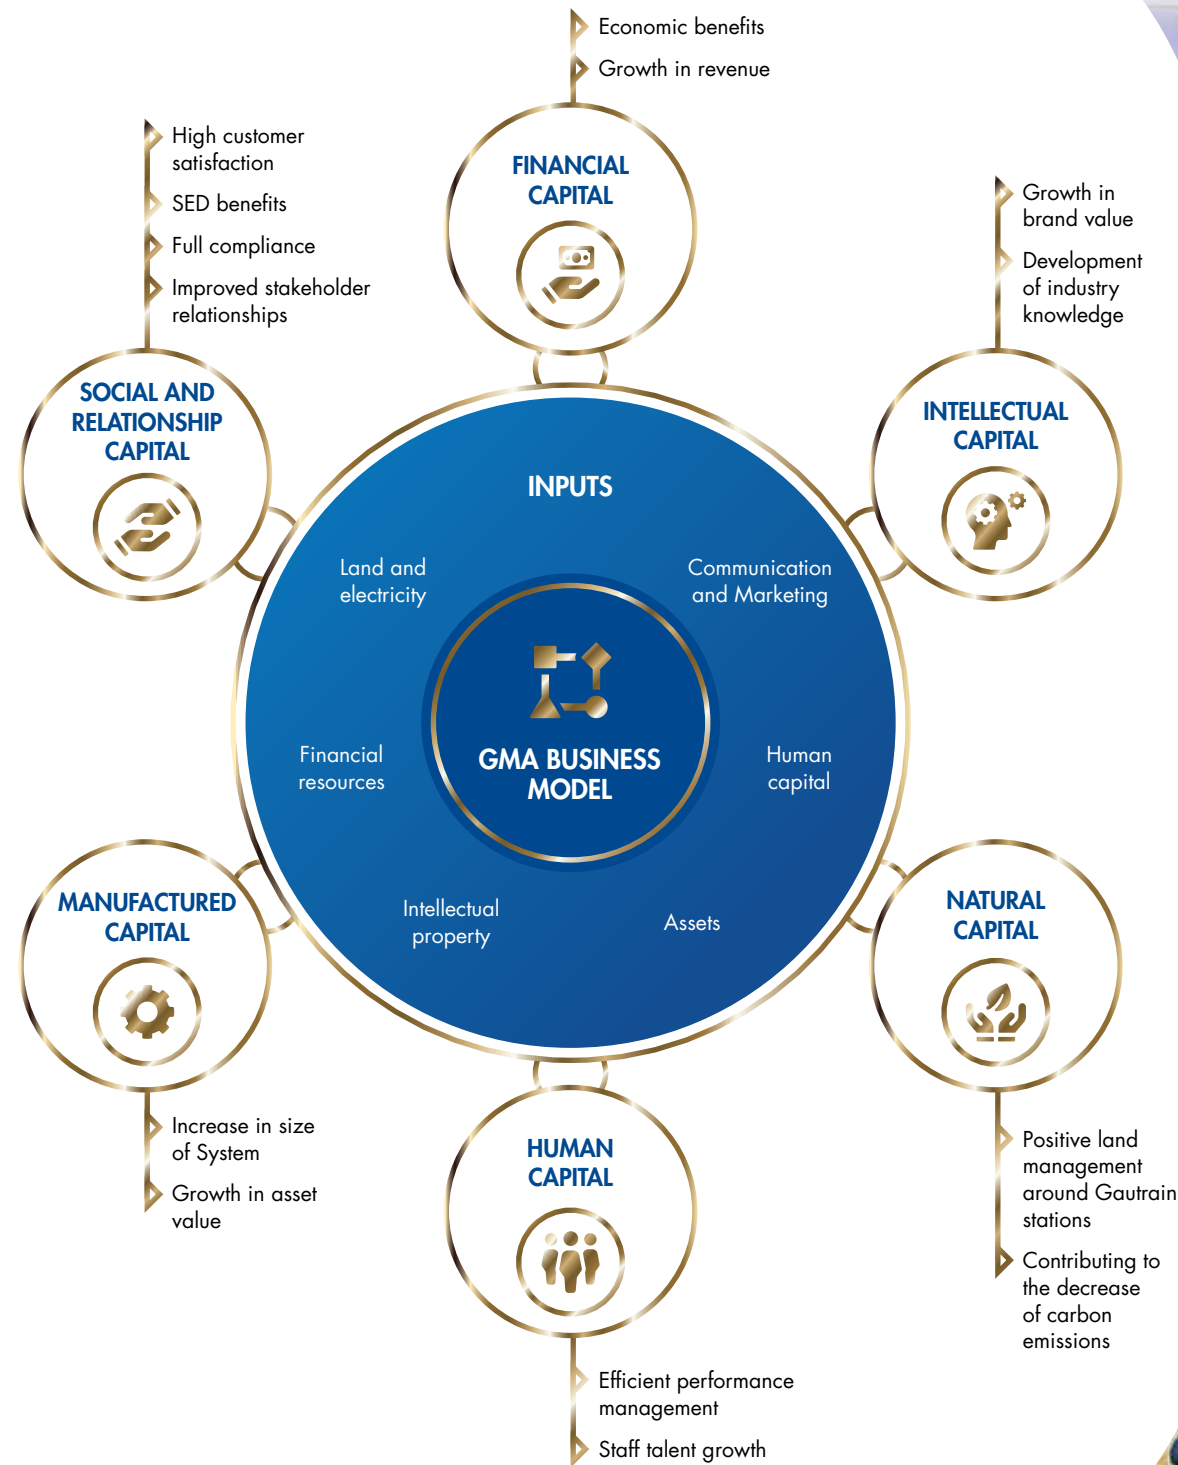 Economic benefits
Growth in revenue
FINANCIAL
CAPITAL
High customer
satisfaction
SED benefits
Full compliance
Improved stakeholder
relationships
SOCIAL AND
RELATIONSHIP
CAPITAL
Growth in
brand value
Development
of industry
knowledge
INTELLECTUAL
CAPITAL
INPUTS
Land and
electricity
Communication
and Marketing
Financial
resources
GMA BUSINESS
MODEL
Human
capital
Intellectual
property
Assets
MANUFACTURED
CAPITAL
Increase in size
of System
Growth in asset
value
NATURAL
CAPITAL
Positive land
management
around Gautrain
stations
Contributing to
the decrease
of carbon
emissions
HUMAN
CAPITAL
Efficient performance
management
Staff talent growth